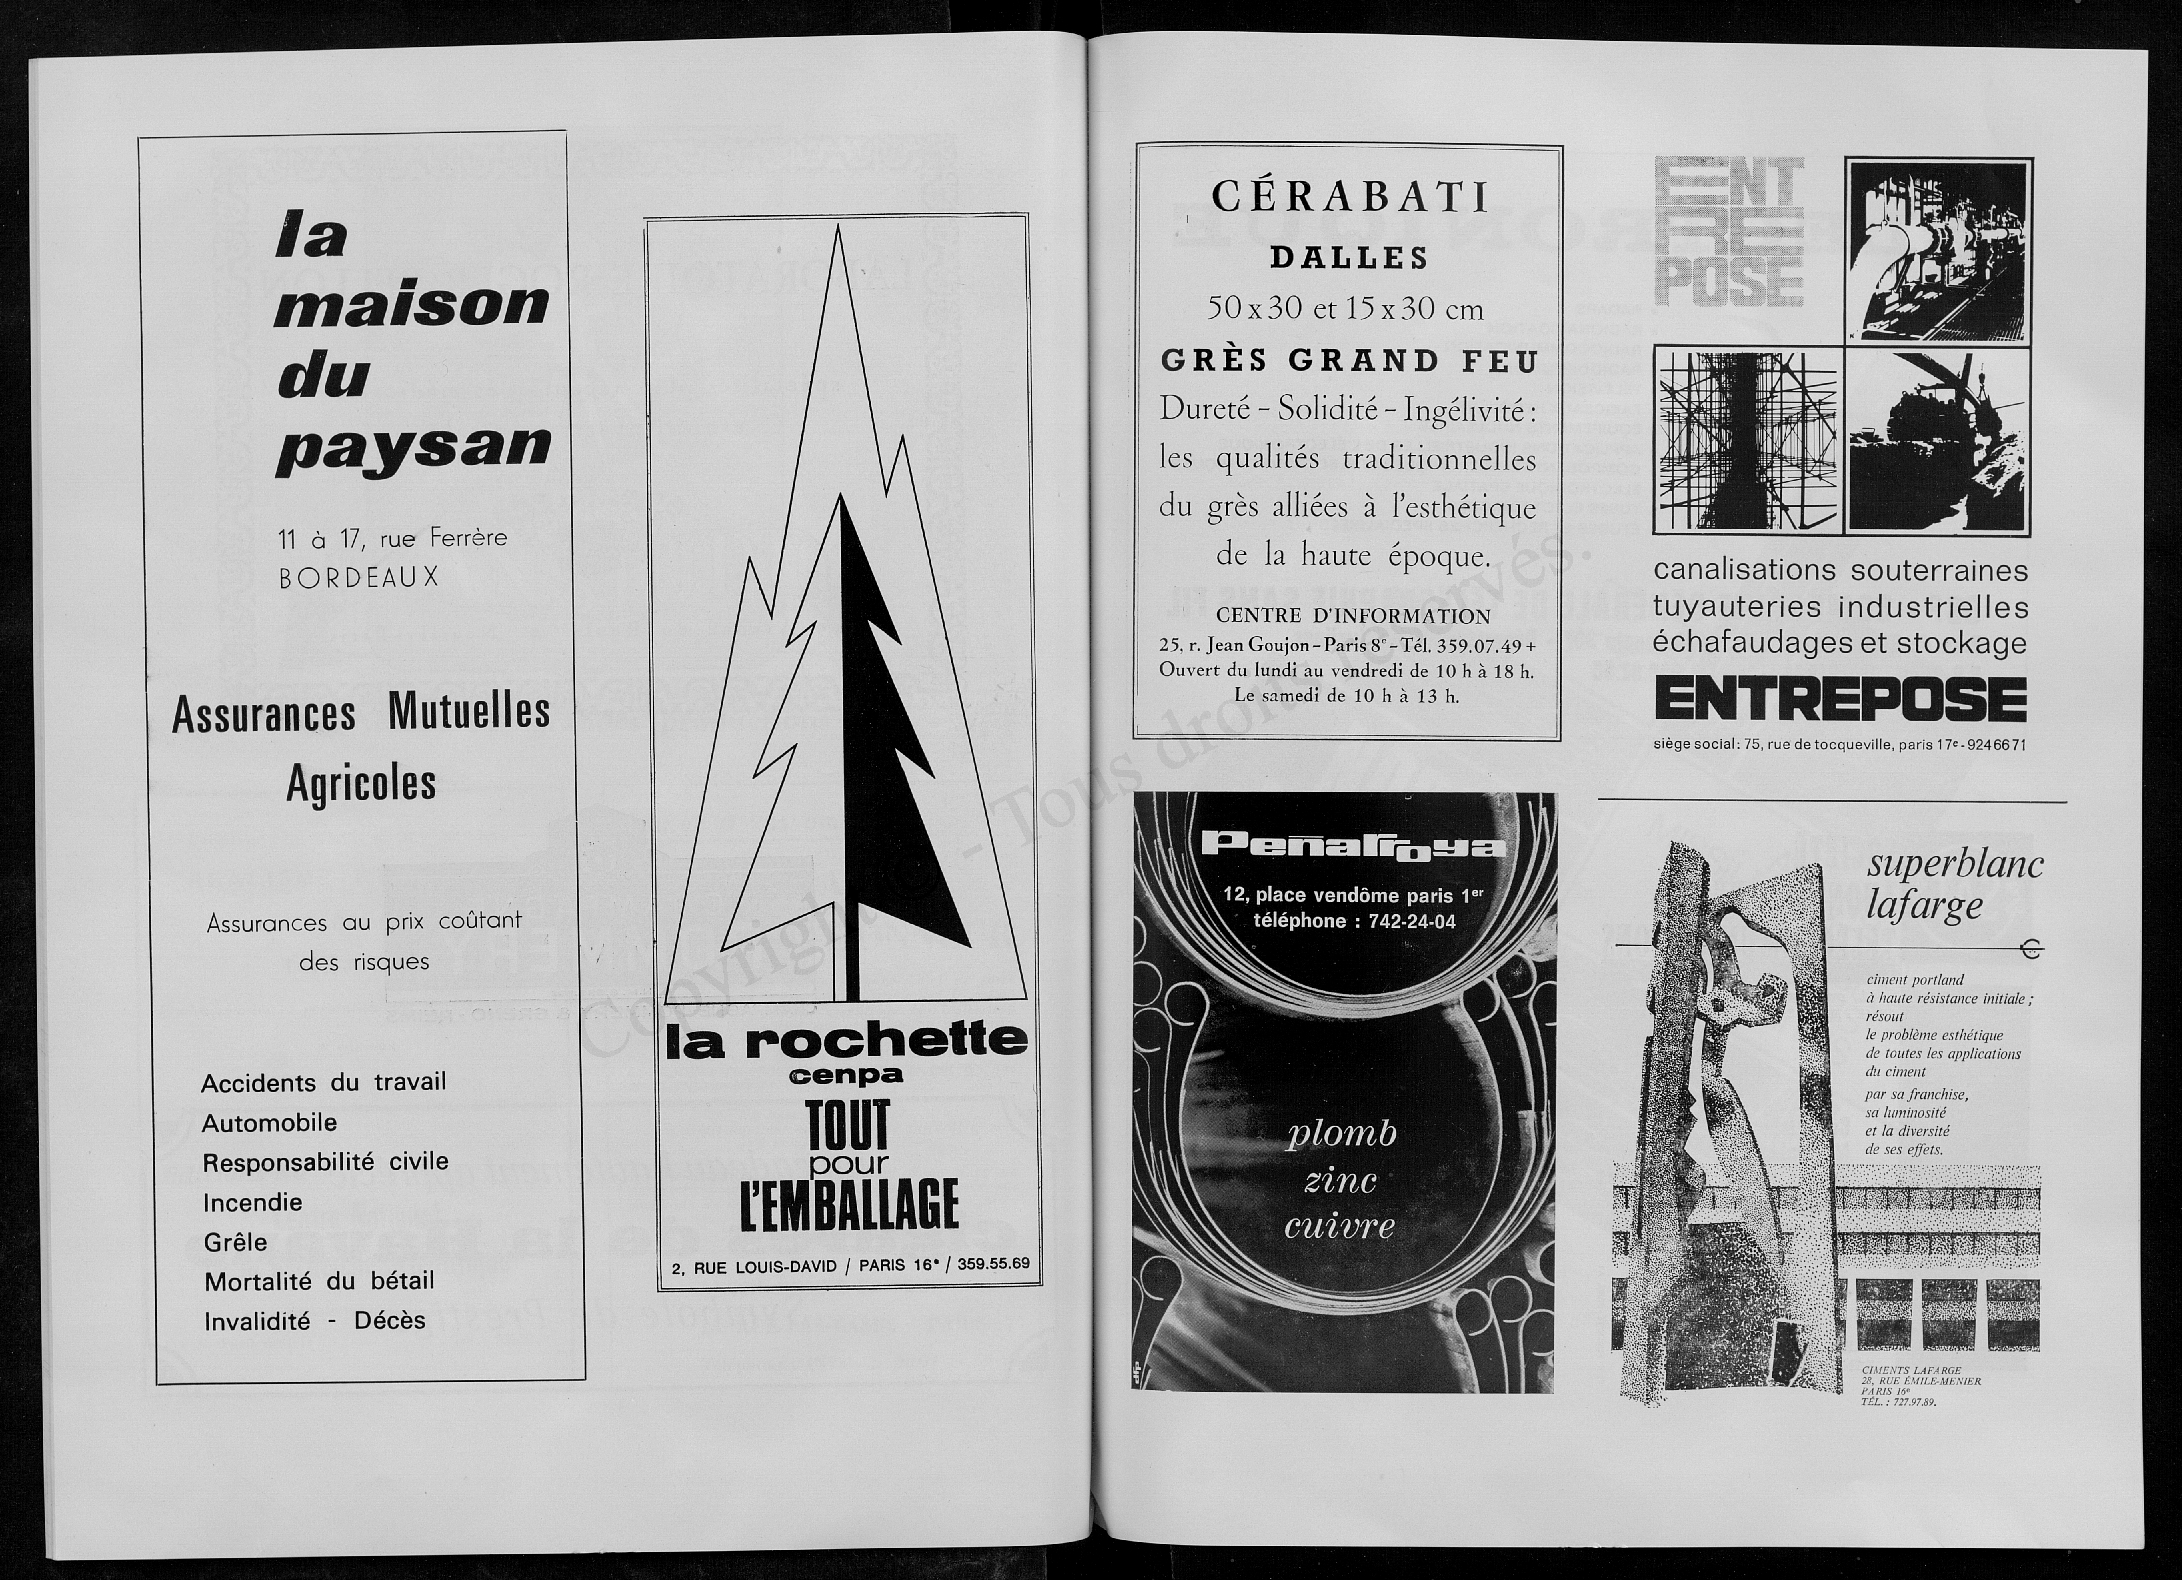 la
maison
du
paysan
11 à 17, rue Ferrère
BORDEAUX
Assurances Mutuelles
Agricoles
Assurances au prix coûtant
des risques
Accidents du travail
Automobile
Responsabilité civile
Incendie
Grêle
Mortalité du bétail
Invalidité - Décès
la rochette
cenpa
TOUT
pour
L'EMBALLAGE
2, RUE LOUIS-DAVID / PARIS 16e / 359.55.69
CÉRABATI
DALLES
50 x 30 et 15 x 30 cm
GRÈS GRAND FEU
Dureté - Solidité - Ingélivité :
les qualités traditionnelles
du grès alliées à l'esthétique
de la haute époque.
CENTRE D'INFORMATION
25, r. Jean Goujon - Paris 8e - Tél. 359.07.49 +
Ouvert du lundi au vendredi de 10 h à 18 h.
Le samedi de 10 h à 13 h.
ENT
RE
POSE
canalisations souterraines
tuyauteries industrielles
échafaudages et stockage
ENTREPOSE
siège social : 75, rue de tocqueville, paris 17e - 924 66 71
Peñarroya
12, place vendôme paris 1er
téléphone : 742-24-04
plomb
zinc
cuivre
superblanc
lafarge
ciment portland
à haute résistance initiale ;
résout
le problème esthétique
de toutes les applications
du ciment
par sa franchise,
sa luminosité
et la diversité
de ses effets.
CIMENTS LAFARGE
28, RUE ÉMILE-MENIER
PARIS 16e
TÉL. : 727.97.89.
Copyright © - Tous droits réservés.